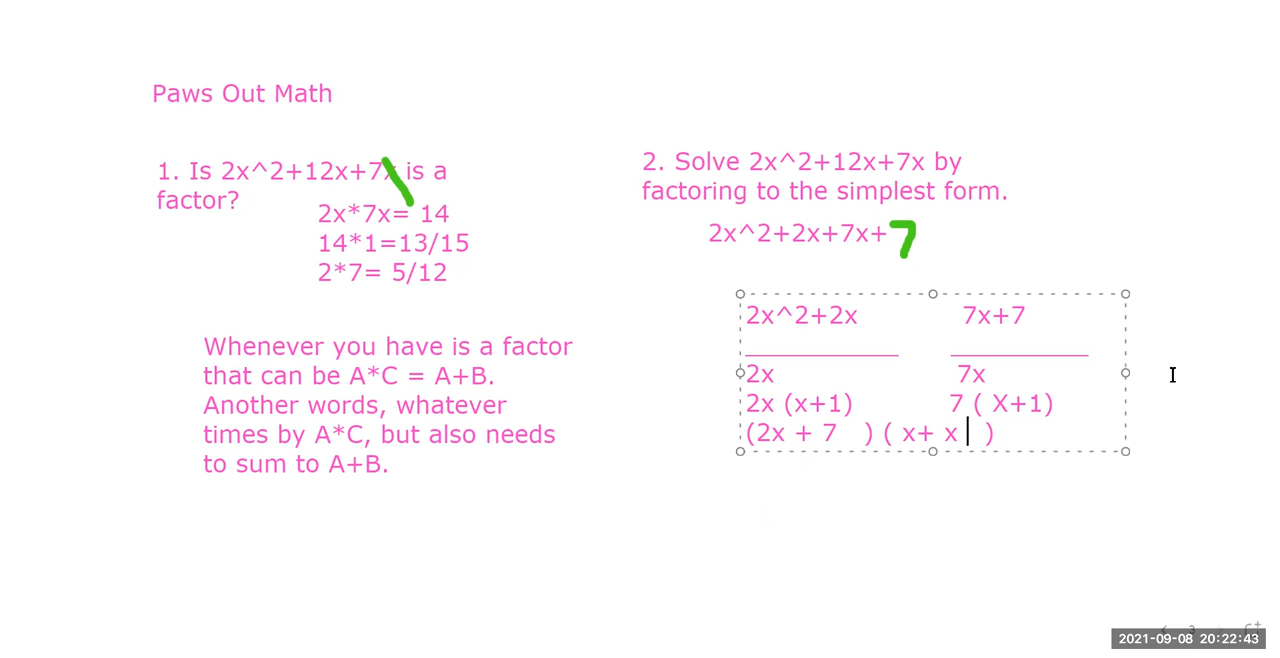 Paws Out Math
1. Is 2x^2+12x+7x is a
factor?
2x*7x= 14
14*1=13/15
2*7= 5/12
Whenever you have is a factor
that can be A*C = A+B.
Another words, whatever
times by A*C, but also needs
to sum to A+B.
2. Solve 2x^2+12x+7x by
factoring to the simplest form.
2x^2+2x+7x+7
2x^2+2x 7x+7
2x 7x
2x (x+1) 7 ( X+1)
(2x + 7 ) ( x+ x )
2021-09-08 20:22:43